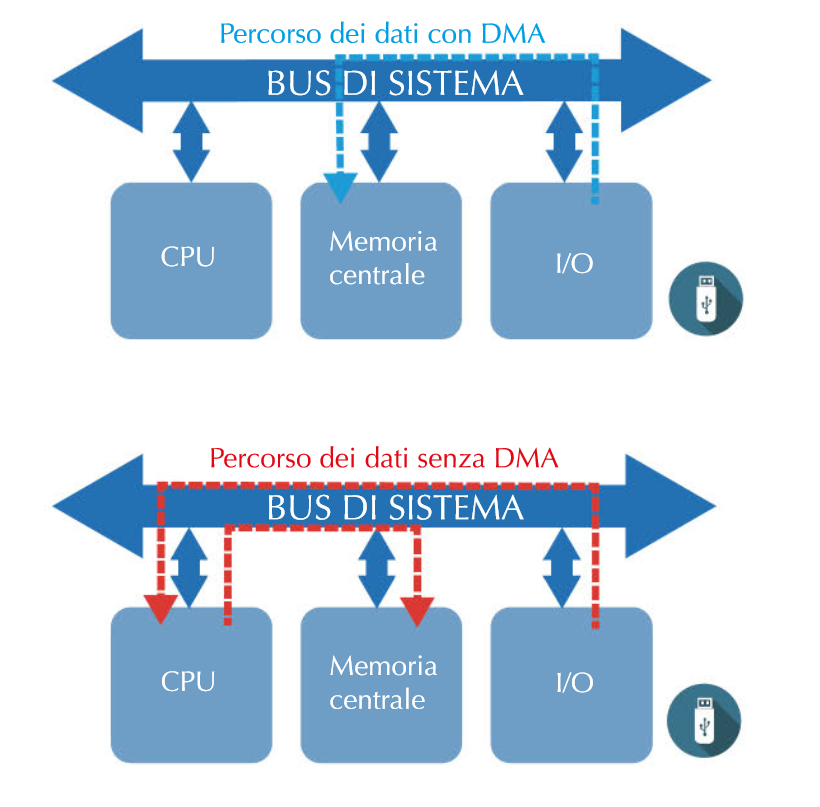 Percorso dei dati con DMA
BUS DI SISTEMA
CPU
Memoria
centrale
I/O
Percorso dei dati senza DMA
BUS DI SISTEMA
CPU
Memoria
centrale
I/O